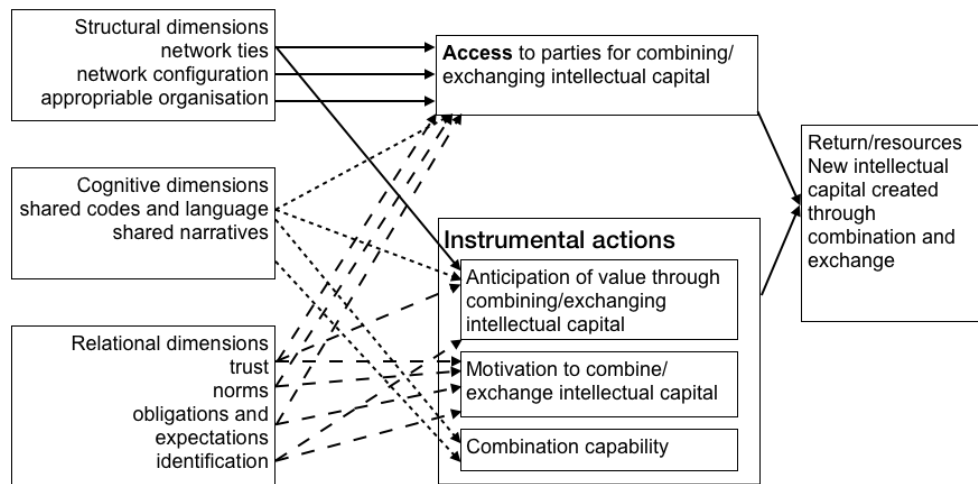 Structural dimensions
network ties
network configuration
appropriable organisation
Cognitive dimensions
shared codes and language
shared narratives
Relational dimensions
trust
norms
obligations and
expectations
identification
Access to parties for combining/
exchanging intellectual capital
Instrumental actions
Anticipation of value through
combining/exchanging
intellectual capital
Motivation to combine/
exchange intellectual capital
Combination capability
Return/resources
New intellectual
capital created
through
combination and
exchange